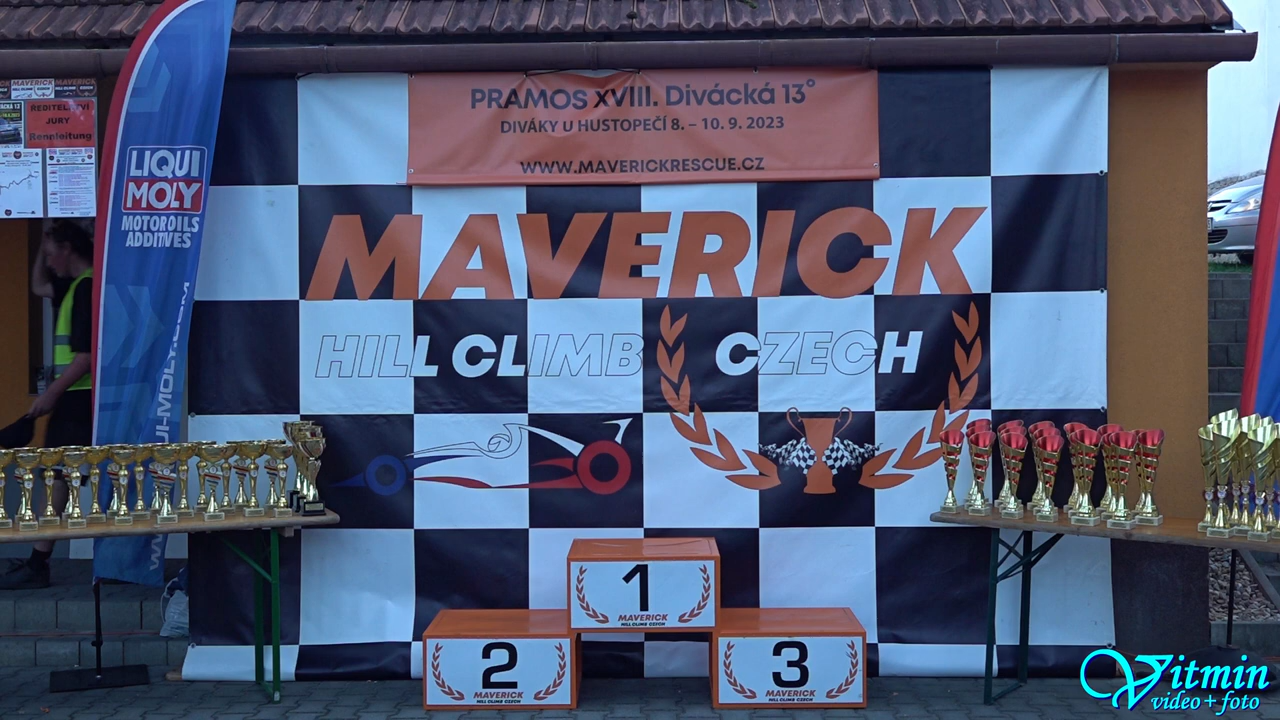 PRAMOS XVIII. Divácká 13°
DIVÁKY U HUSTOPEČÍ 8. – 10. 9. 2023
WWW.MAVERICKRESCUE.CZ
MAVERICK
HILL CLIMB CZECH
ŘEDITELSTVÍ
JURY
Rennleitung
LIQUI
MOLY
MOTOROILS
ADDITIVES
1
MAVERICK
HILL CLIMB CZECH
2
MAVERICK
HILL CLIMB CZECH
3
MAVERICK
HILL CLIMB CZECH
Vitmin
video + foto